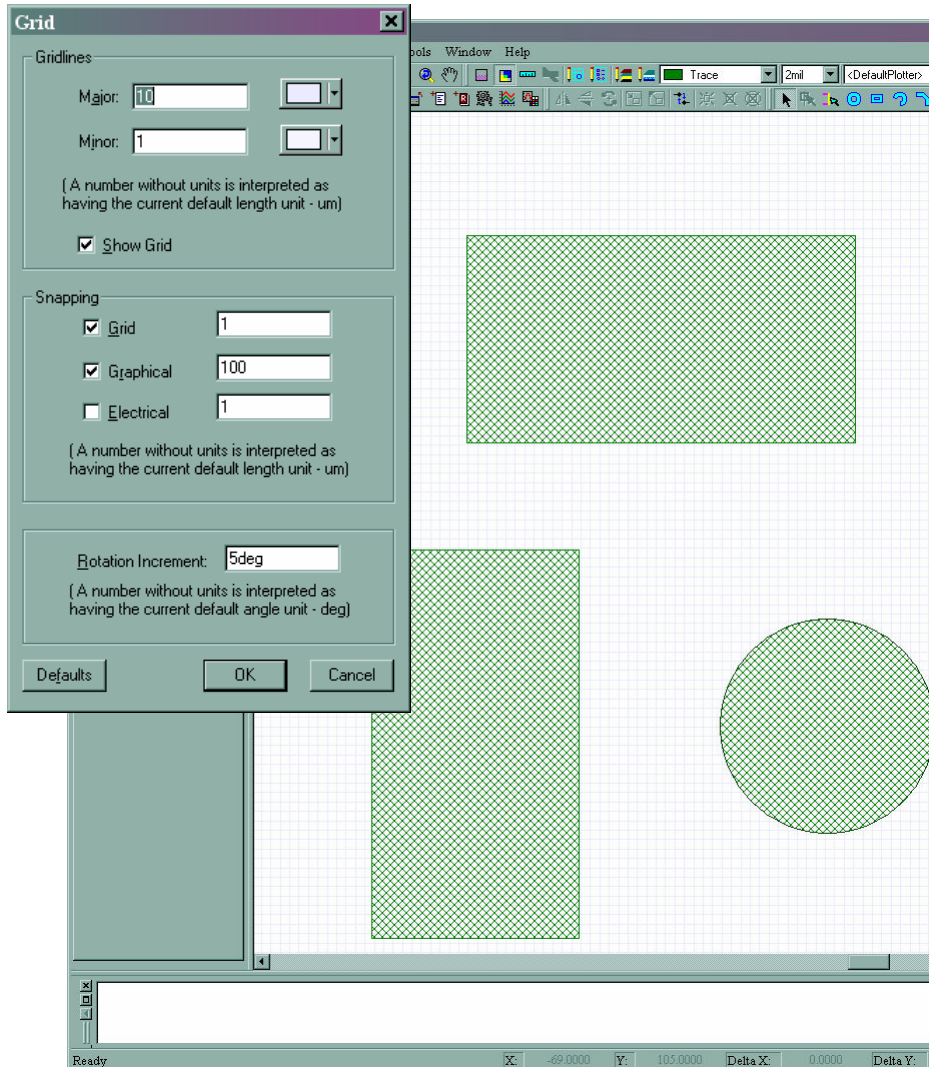 Grid
Gridlines
Major: 10
Minor: 1
( A number without units is interpreted as
having the current default length unit - um)
Show Grid
Snapping
Grid 1
Graphical 100
Electrical 1
( A number without units is interpreted as
having the current default length unit - um)
Rotation Increment: 5deg
( A number without units is interpreted as
having the current default angle unit - deg)
Defaults OK Cancel
ools Window Help
Trace 2mil <DefaultPlotter>
Ready X: -69.0000 Y: 105.0000 Delta X: 0.0000 Delta Y: